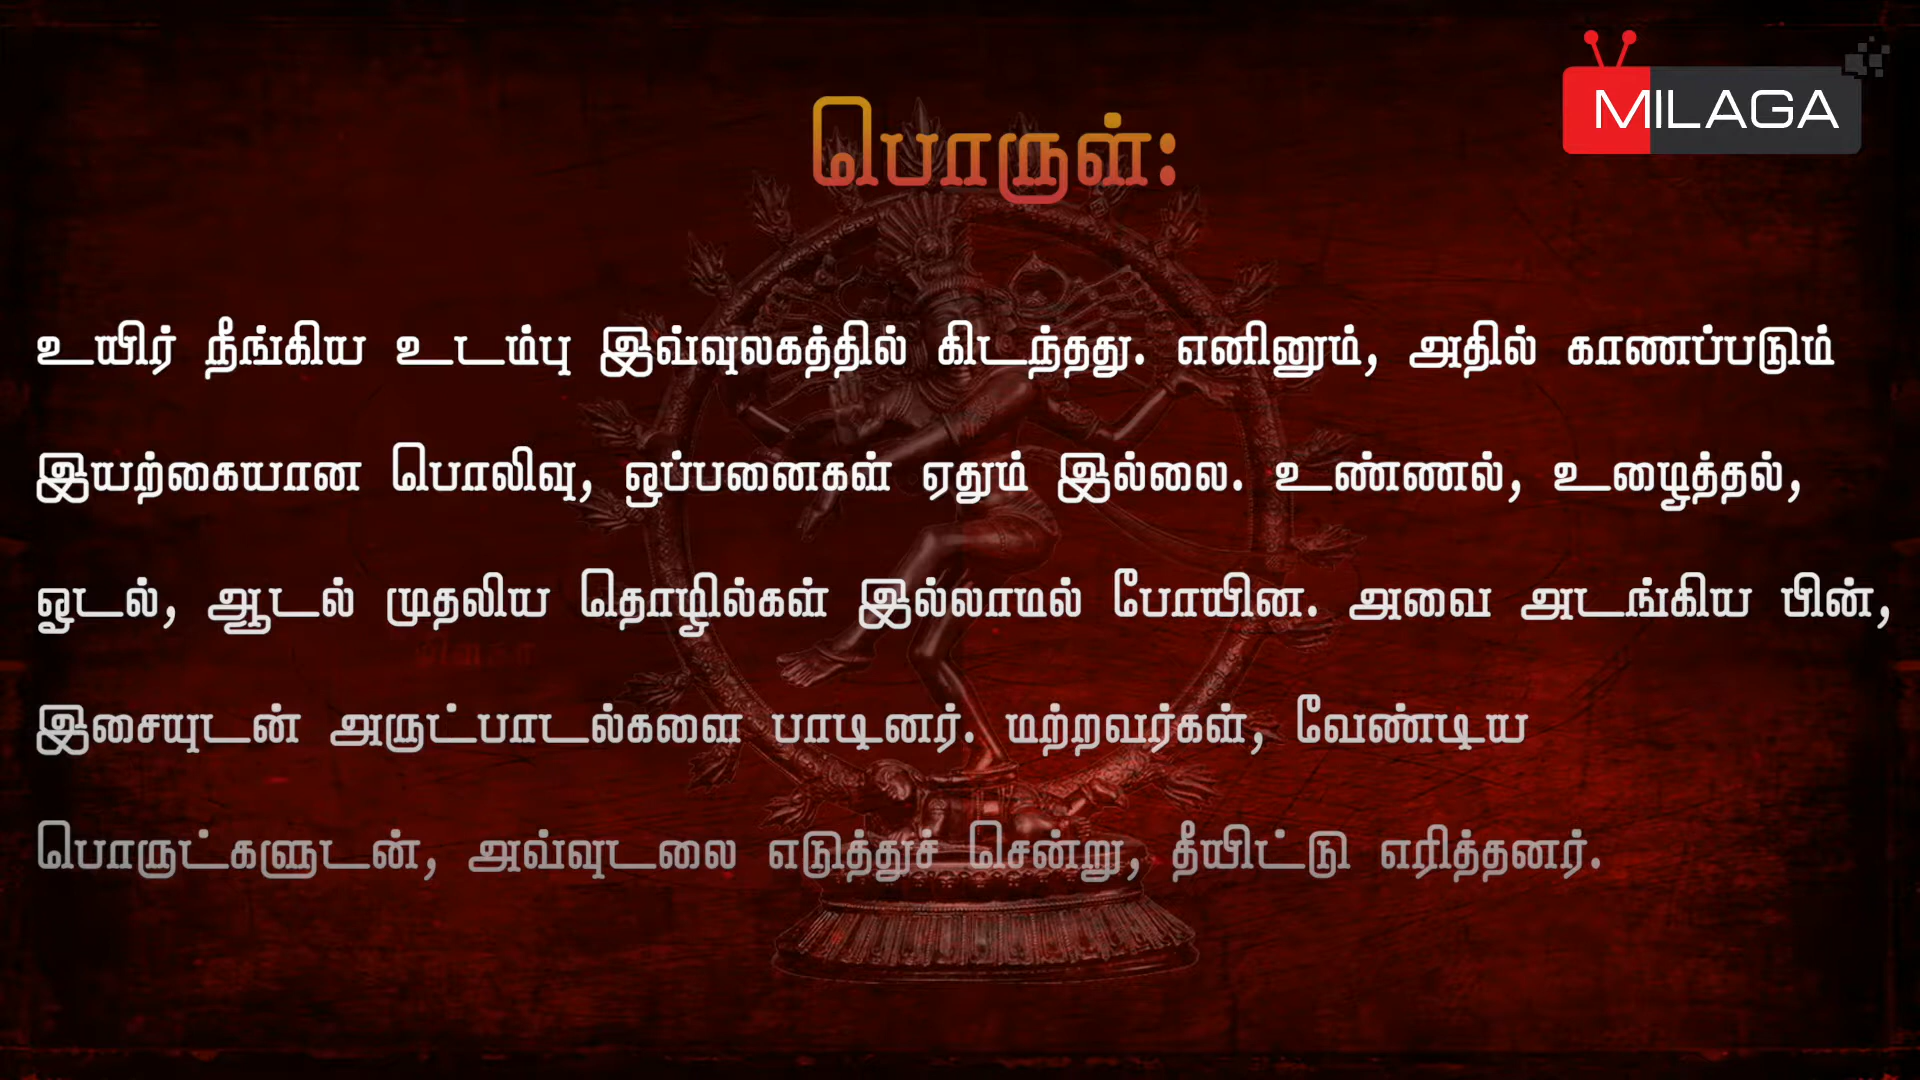 MILAGA
பொருள்:
உயிர் நீங்கிய உடம்பு இவ்வுலகத்தில் கிடந்தது. எனினும், அதில் காணப்படும்
இயற்கையான பொலிவு, ஒப்பனைகள் ஏதும் இல்லை. உண்ணல், உழைத்தல்,
ஓடல், ஆடல் முதலிய தொழில்கள் இல்லாமல் போயின. அவை அடங்கிய பின்,
இசையுடன் அருட்பாடல்களை பாடினர். மற்றவர்கள், வேண்டிய
பொருட்களுடன், அவ்வுடலை எடுத்துச் சென்று, தீயிட்டு எரித்தனர்.